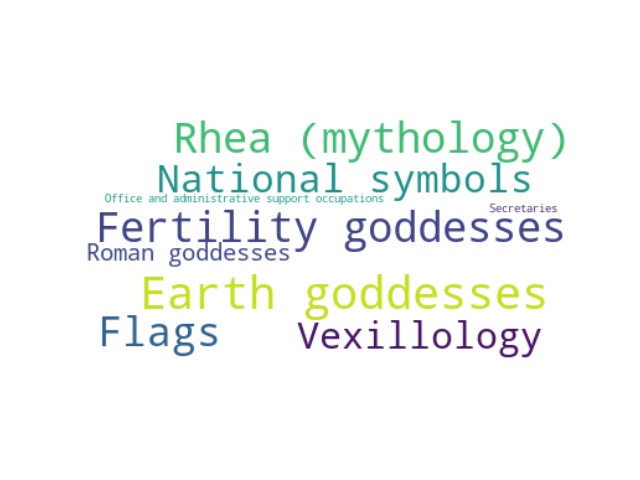 Rhea (mythology)
National symbols
Office and administrative support occupations
Secretaries
Fertility goddesses
Roman goddesses
Earth goddesses
Flags
Vexillology